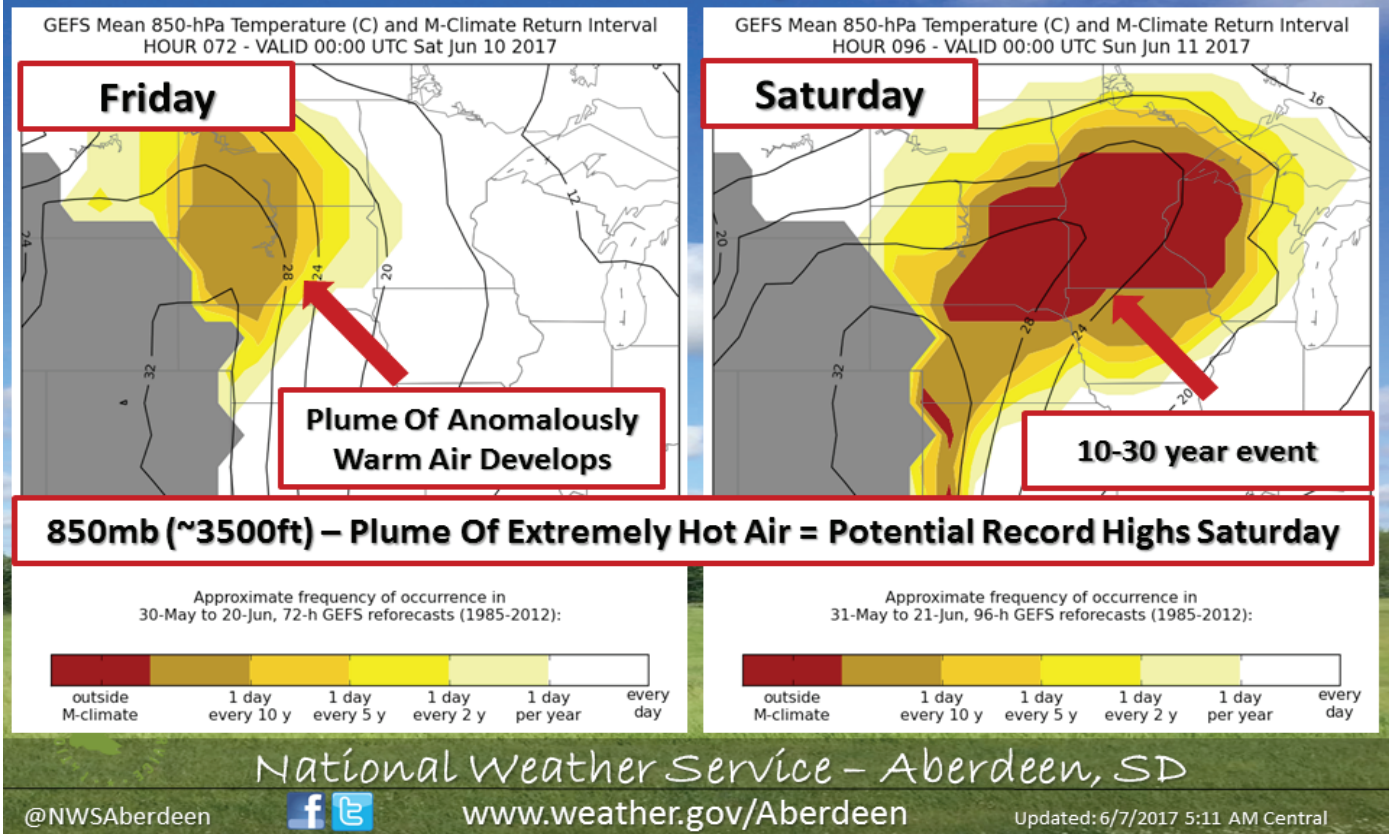 GEFS Mean 850-hPa Temperature (C) and M-Climate Return Interval
HOUR 072 - VALID 00:00 UTC Sat Jun 10 2017
Friday
24
28
24
20
12
32
Plume Of Anomalously
Warm Air Develops
GEFS Mean 850-hPa Temperature (C) and M-Climate Return Interval
HOUR 096 - VALID 00:00 UTC Sun Jun 11 2017
Saturday
16
20
28
24
32
20
10-30 year event
850mb (~3500ft) – Plume Of Extremely Hot Air = Potential Record Highs Saturday
Approximate frequency of occurrence in
30-May to 20-Jun, 72-h GEFS reforecasts (1985-2012):
outside
M-climate
1 day
every 10 y
1 day
every 5 y
1 day
every 2 y
1 day
per year
every
day
Approximate frequency of occurrence in
31-May to 21-Jun, 96-h GEFS reforecasts (1985-2012):
outside
M-climate
1 day
every 10 y
1 day
every 5 y
1 day
every 2 y
1 day
per year
every
day
National Weather Service – Aberdeen, SD
@NWSAberdeen
f
t
www.weather.gov/Aberdeen
Updated: 6/7/2017 5:11 AM Central